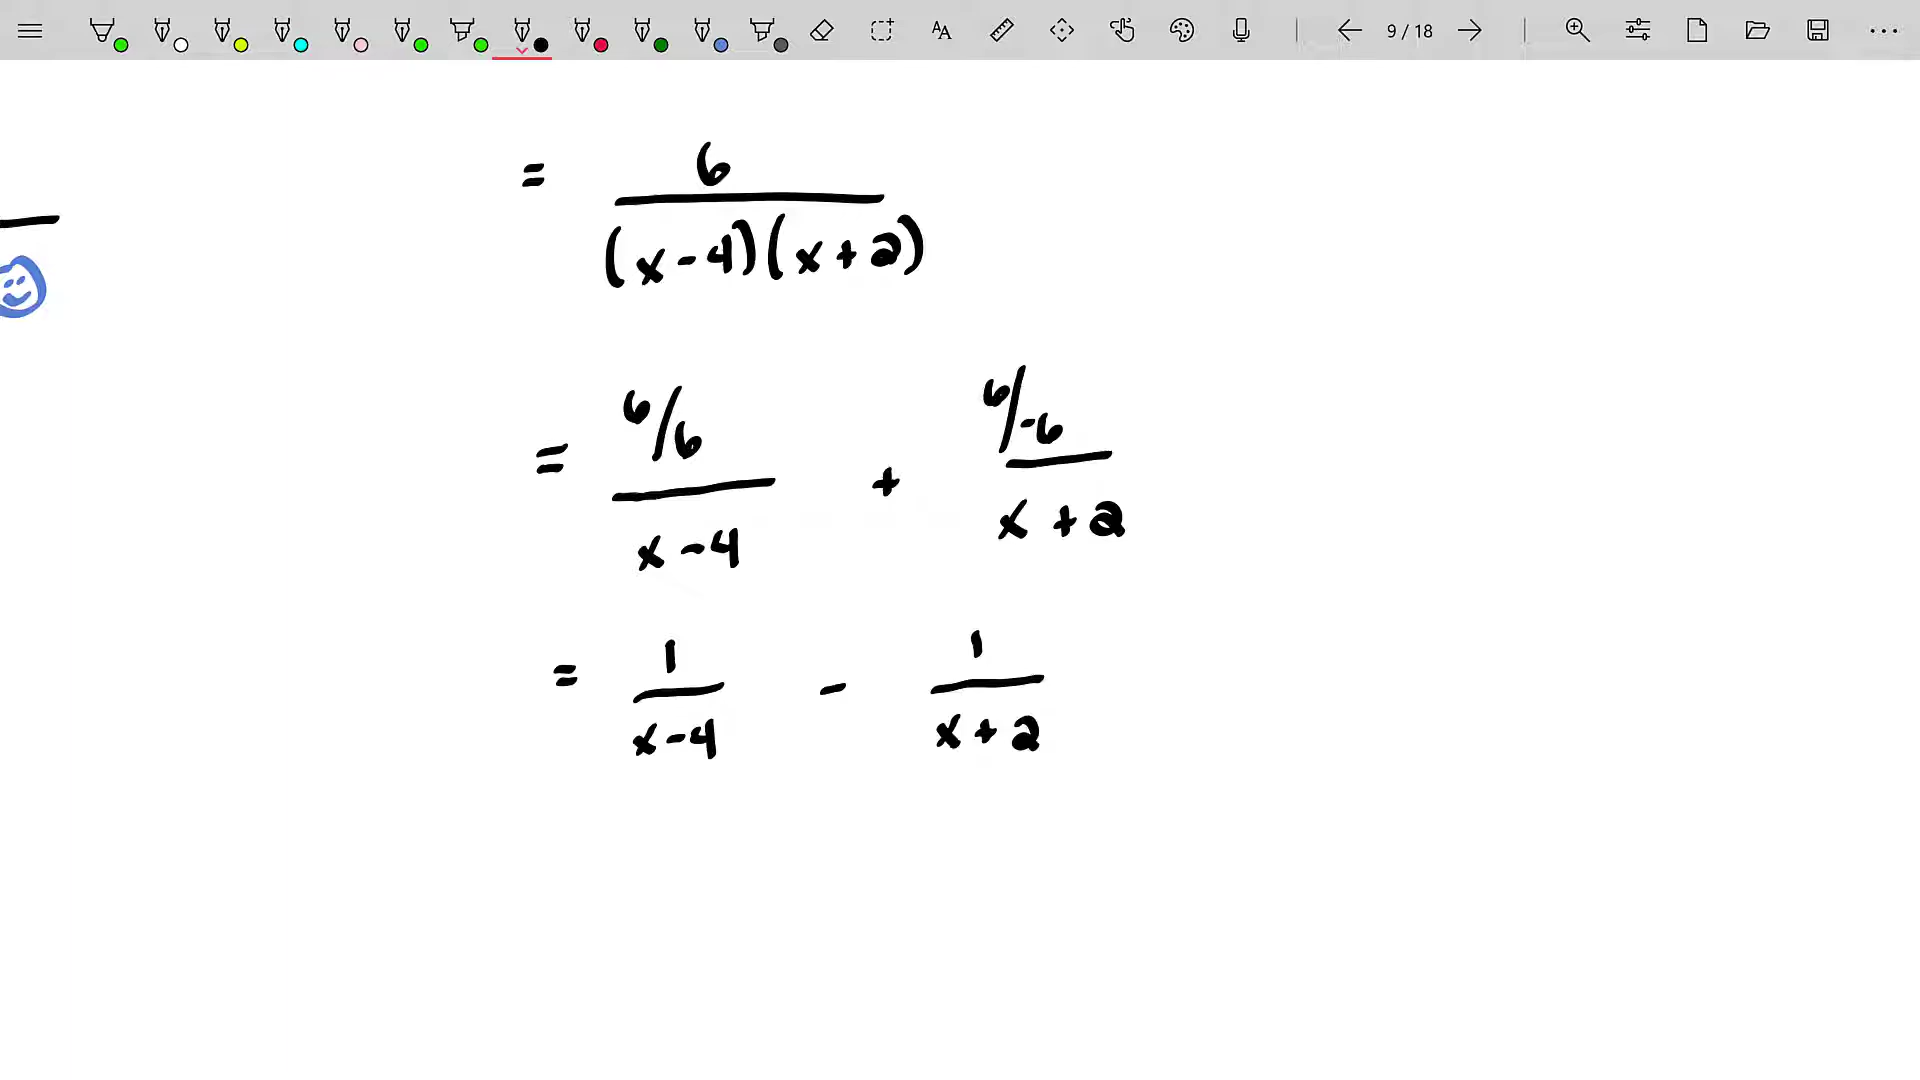 9 / 18
= 6 / (x-4)(x+2)
= 6/6 / x-4 + 6/-6 / x+2
= 1 / x-4 - 1 / x+2